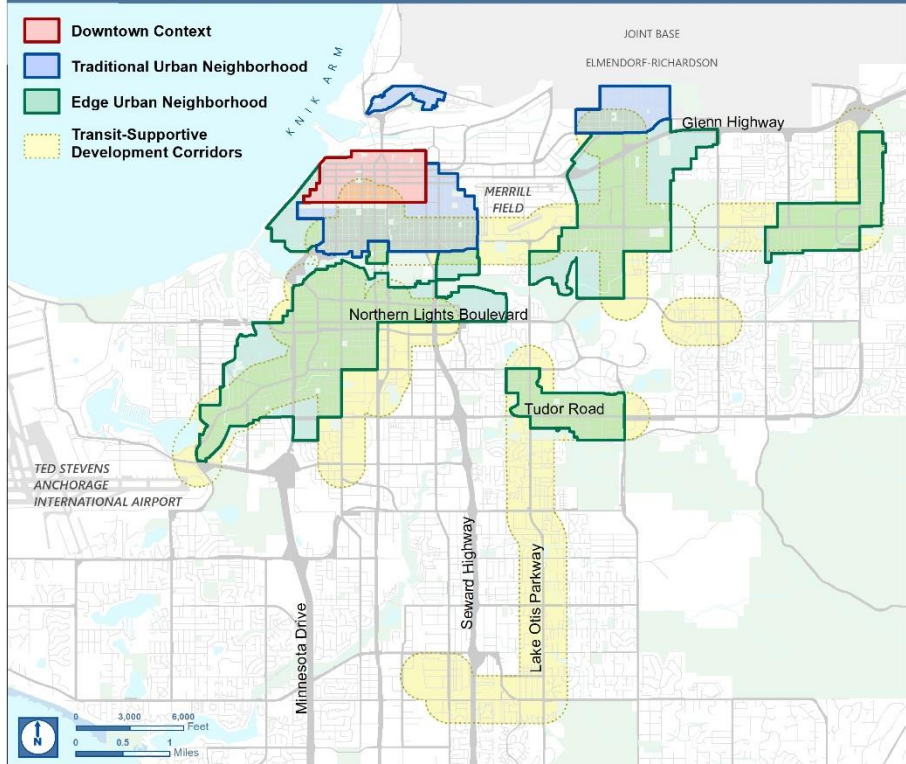 Downtown Context
Traditional Urban Neighborhood
Edge Urban Neighborhood
Transit-Supportive
Development Corridors
KNIK ARM
JOINT BASE
ELMENDORF-RICHARDSON
Glenn Highway
MERRILL
FIELD
Northern Lights Boulevard
Tudor Road
TED STEVENS
ANCHORAGE
INTERNATIONAL AIRPORT
Minnesota Drive
Seward Highway
Lake Otis Parkway
N
0 3,000 6,000
Feet
0 0.5 1
Miles